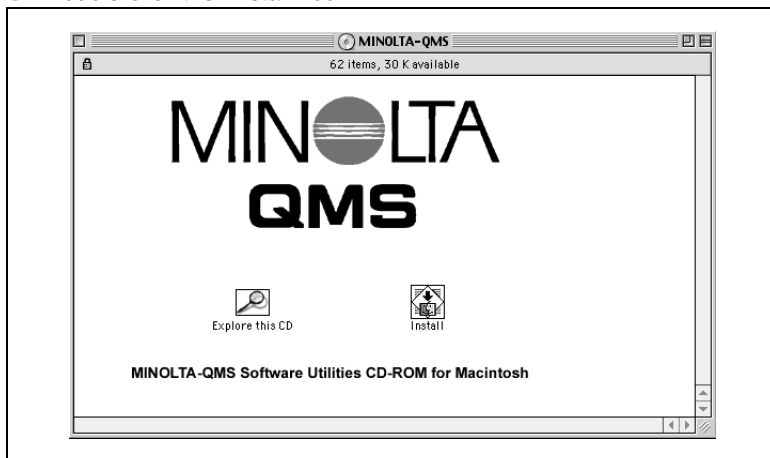 MINOLTA-QMS
62 items, 30 K available
MINOLTA
QMS
Explore this CD
Install
MINOLTA-QMS Software Utilities CD-ROM for Macintosh